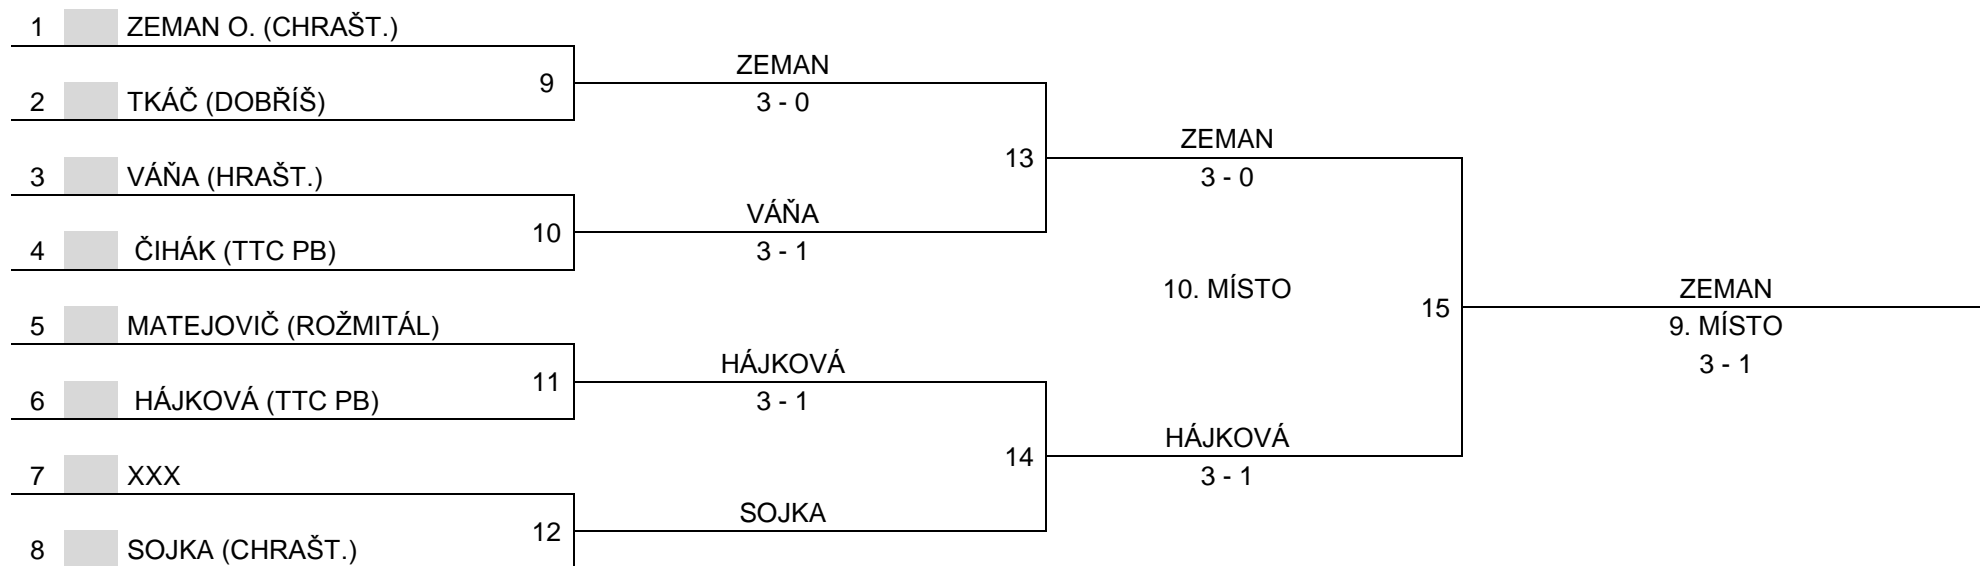 1 ZEMAN O. (CHRAŠT.)
ZEMAN
9
2 TKÁČ (DOBŘÍŠ)
3 - 0
ZEMAN
13
3 VÁŇA (HRAŠT.)
3 - 0
VÁŇA
10
4 ČIHÁK (TTC PB)
3 - 1
10. MÍSTO
ZEMAN
15
5 MATEJOVIČ (ROŽMITÁL)
9. MÍSTO
HÁJKOVÁ
3 - 1
11
6 HÁJKOVÁ (TTC PB)
3 - 1
HÁJKOVÁ
14
7 XXX
3 - 1
SOJKA
12
8 SOJKA (CHRAŠT.)